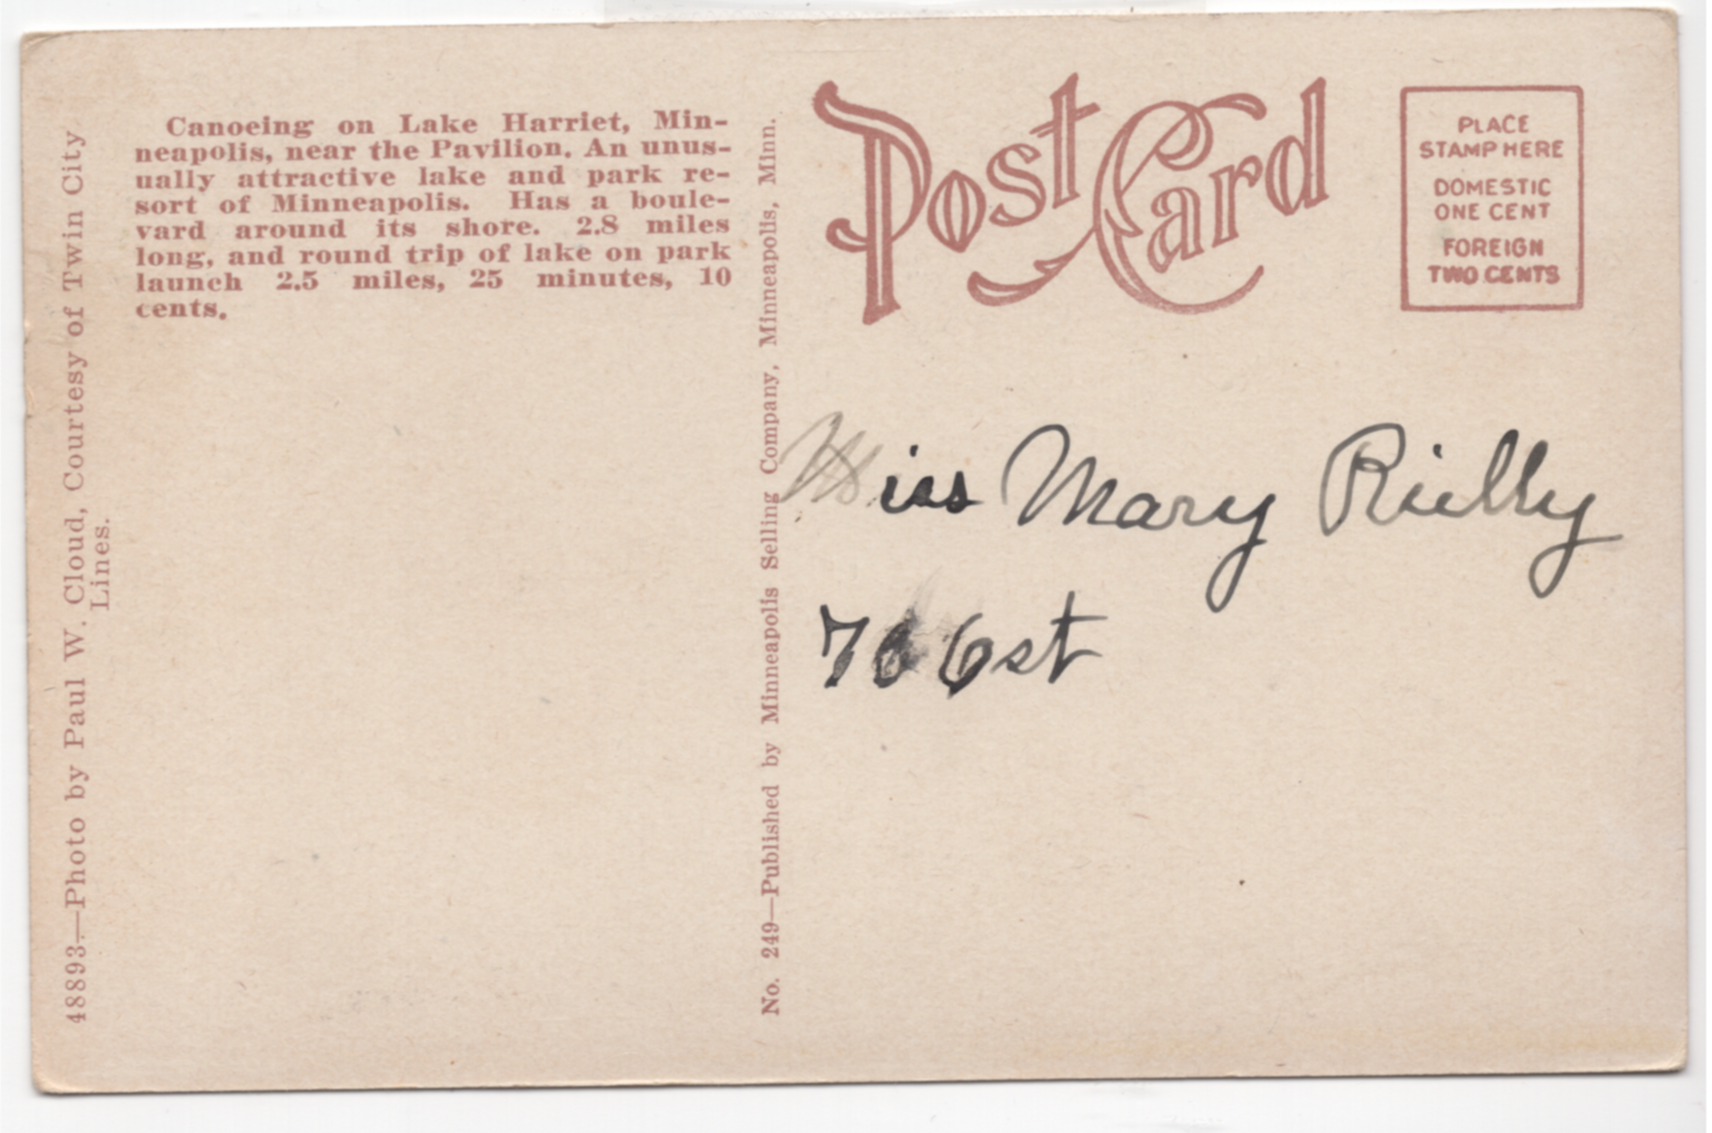 48893—Photo by Paul W. Cloud, Courtesy of Twin City
Lines.
Canoeing on Lake Harriet, Min-
neapolis, near the Pavilion. An unus-
ually attractive lake and park re-
sort of Minneapolis. Has a boule-
vard around its shore. 2.8 miles
long, and round trip of lake on park
launch 2.5 miles, 25 minutes, 10
cents.
No. 249—Published by Minneapolis Selling Company, Minneapolis, Minn.
Post Card
PLACE
STAMP HERE
DOMESTIC
ONE CENT
FOREIGN
TWO CENTS
Miss Mary Rielly
st